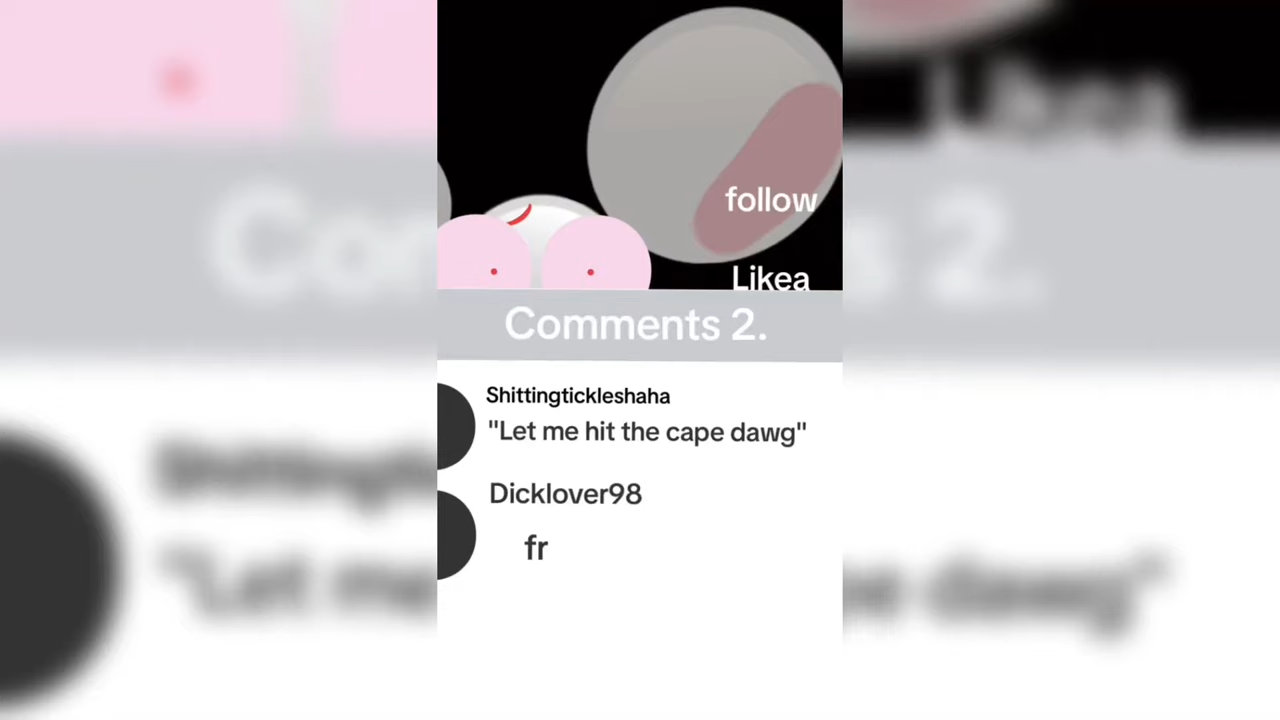 follow
Likea
Comments 2.
Shittingtickleshaha
"Let me hit the cape dawg"
Dicklover98
fr